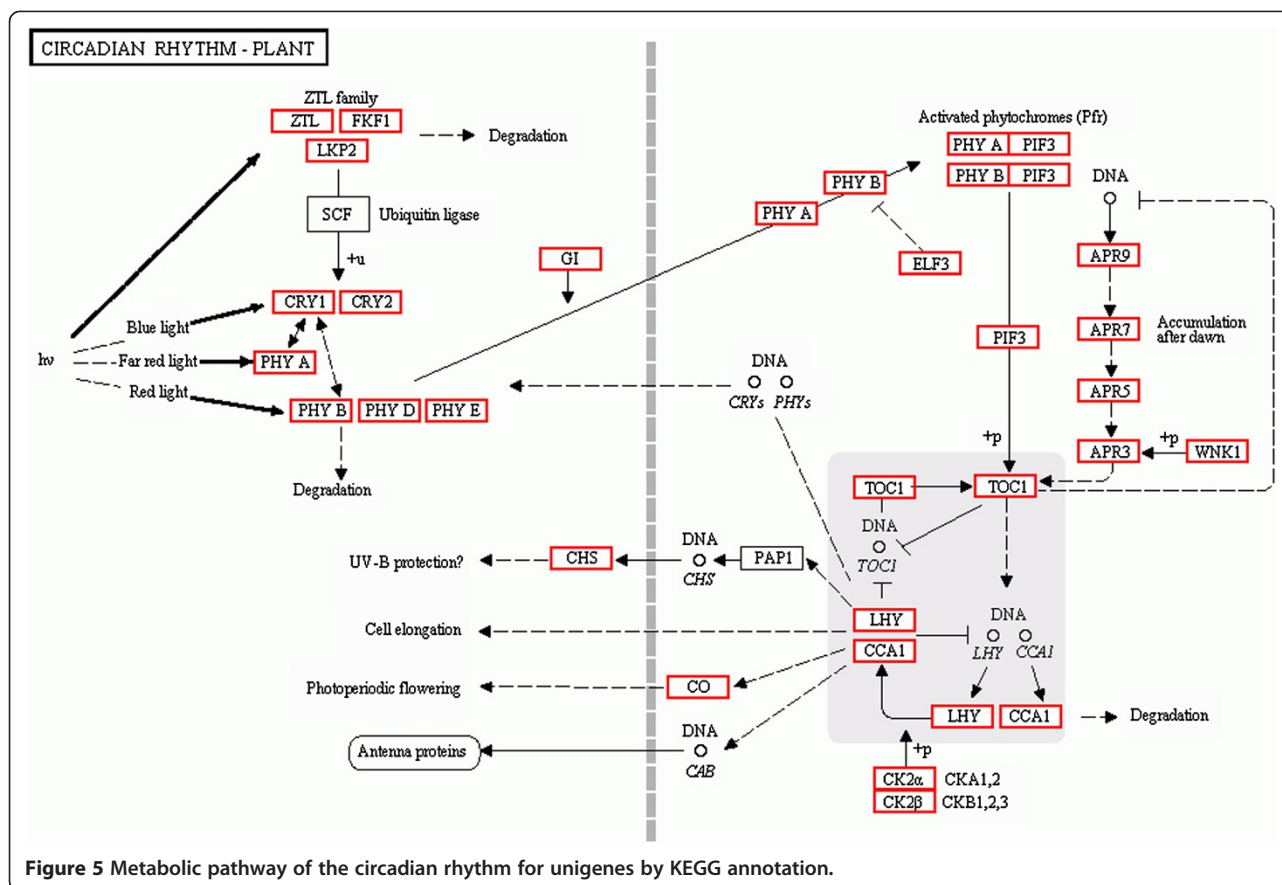 CIRCADIAN RHYTHM - PLANT
ZTL family
ZTL FKF1
LKP2
Degradation
SCF Ubiquitin ligase
+u
CRY1 CRY2
Blue light
hν
Far red light
PHY A
Red light
PHY B PHY D PHY E
Degradation
GI
PHY A
PHY B
ELF3
Activated phytochromes (Pfr)
PHY A PIF3
PHY B PIF3
PIF3
+p
DNA
APR9
APR7
Accumulation
after dawn
APR5
APR3
+p
WNK1
DNA
CRYs PHYs
TOC1
TOC1
DNA
TOC1
UV-B protection?
CHS
DNA
CHS
PAP1
Cell elongation
LHY
CCA1
DNA
LHY CCA1
Photoperiodic flowering
CO
LHY CCA1
Degradation
Antenna proteins
DNA
CAB
+p
CK2α CKA1,2
CK2β CKB1,2,3
Figure 5 Metabolic pathway of the circadian rhythm for unigenes by KEGG annotation.